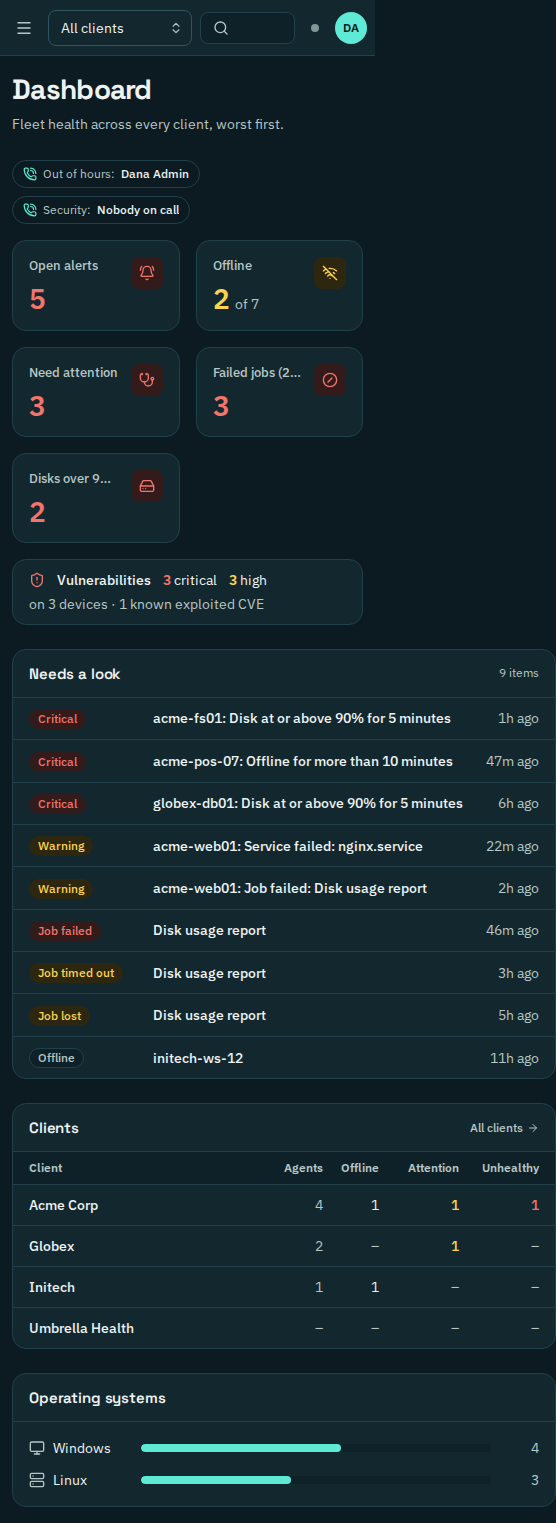 All clients
DA
Dashboard
Fleet health across every client, worst first.
Out of hours: Dana Admin
Security: Nobody on call
Open alerts
5
Offline
2 of 7
Need attention
3
Failed jobs (2...
3
Disks over 9...
2
Vulnerabilities 3 critical 3 high
on 3 devices · 1 known exploited CVE
Needs a look 9 items
Critical acme-fs01: Disk at or above 90% for 5 minutes 1h ago
Critical acme-pos-07: Offline for more than 10 minutes 47m ago
Critical globex-db01: Disk at or above 90% for 5 minutes 6h ago
Warning acme-web01: Service failed: nginx.service 22m ago
Warning acme-web01: Job failed: Disk usage report 2h ago
Job failed Disk usage report 46m ago
Job timed out Disk usage report 3h ago
Job lost Disk usage report 5h ago
Offline initech-ws-12 11h ago
Clients All clients →
Client Agents Offline Attention Unhealthy
Acme Corp 4 1 1 1
Globex 2 – 1 –
Initech 1 1 – –
Umbrella Health – – – –
Operating systems
Windows 4
Linux 3